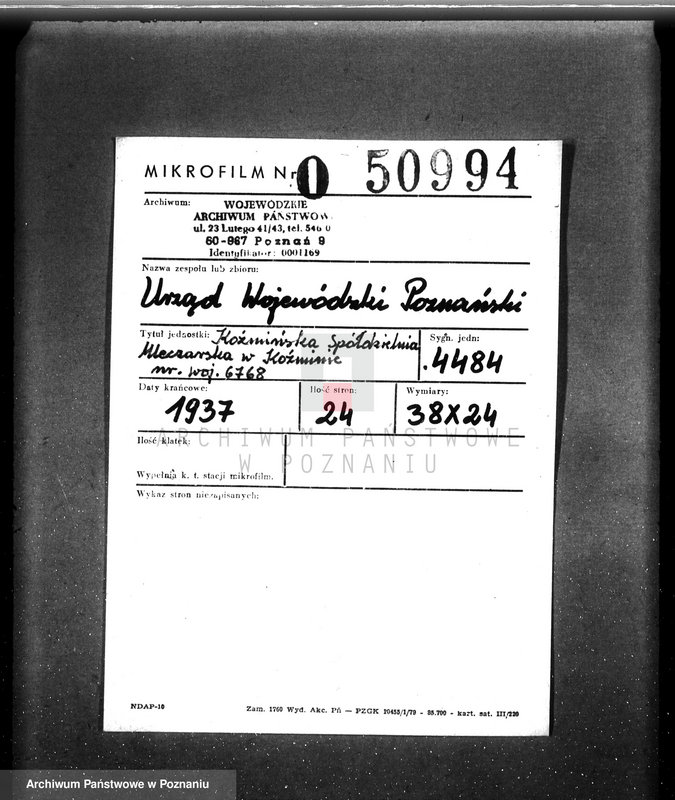 MIKROFILM Nr 0 50994
Archiwum:
WOJEWÓDZKIE
ARCHIWUM PAŃSTWOW
ul. 23 Lutego 41/43, tel. 546 0
60-967 Poznań 9
Identyfikator: 0001169
Nazwa zespołu lub zbioru:
Urząd Wojewódzki Poznański
Tytuł jednostki: Koźmińska Spółdzielnia
Mleczarska w Koźminie
nr. woj. 6768
Sygn. jedn:
.4484
Daty krańcowe:
1937
Ilość stron:
24
Wymiary:
38X24
Ilość klatek:
Wypełnia k. t. stacji mikrofilm.
Wykaz stron niezapisanych:
ARCHIWUM PAŃSTWOWE
W POZNANIU
NDAP-10
Zam. 1760 Wyd. Akc. Pń — PZGK 20455/1/79 - 35.700 - kart. sat. III/220
Archiwum Państwowe w Poznaniu